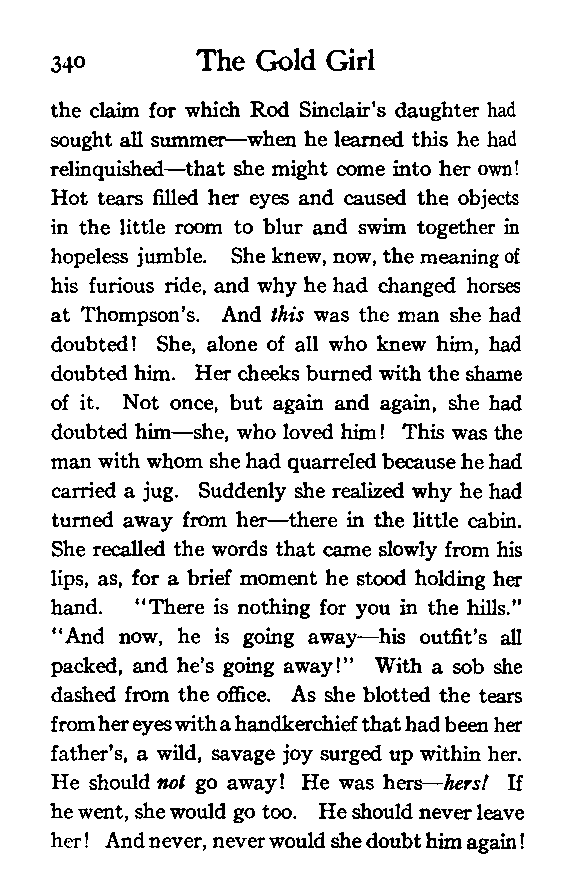 340 The Gold Girl
the claim for which Rod Sinclair's daughter had
sought all summer—when he learned this he had
relinquished—that she might come into her own!
Hot tears filled her eyes and caused the objects
in the little room to blur and swim together in
hopeless jumble. She knew, now, the meaning of
his furious ride, and why he had changed horses
at Thompson's. And this was the man she had
doubted! She, alone of all who knew him, had
doubted him. Her cheeks burned with the shame
of it. Not once, but again and again, she had
doubted him—she, who loved him! This was the
man with whom she had quarreled because he had
carried a jug. Suddenly she realized why he had
turned away from her—there in the little cabin.
She recalled the words that came slowly from his
lips, as, for a brief moment he stood holding her
hand. "There is nothing for you in the hills."
"And now, he is going away—his outfit's all
packed, and he's going away!" With a sob she
dashed from the office. As she blotted the tears
from her eyes with a handkerchief that had been her
father's, a wild, savage joy surged up within her.
He should not go away! He was hers—hers! If
he went, she would go too. He should never leave
her! And never, never would she doubt him again!